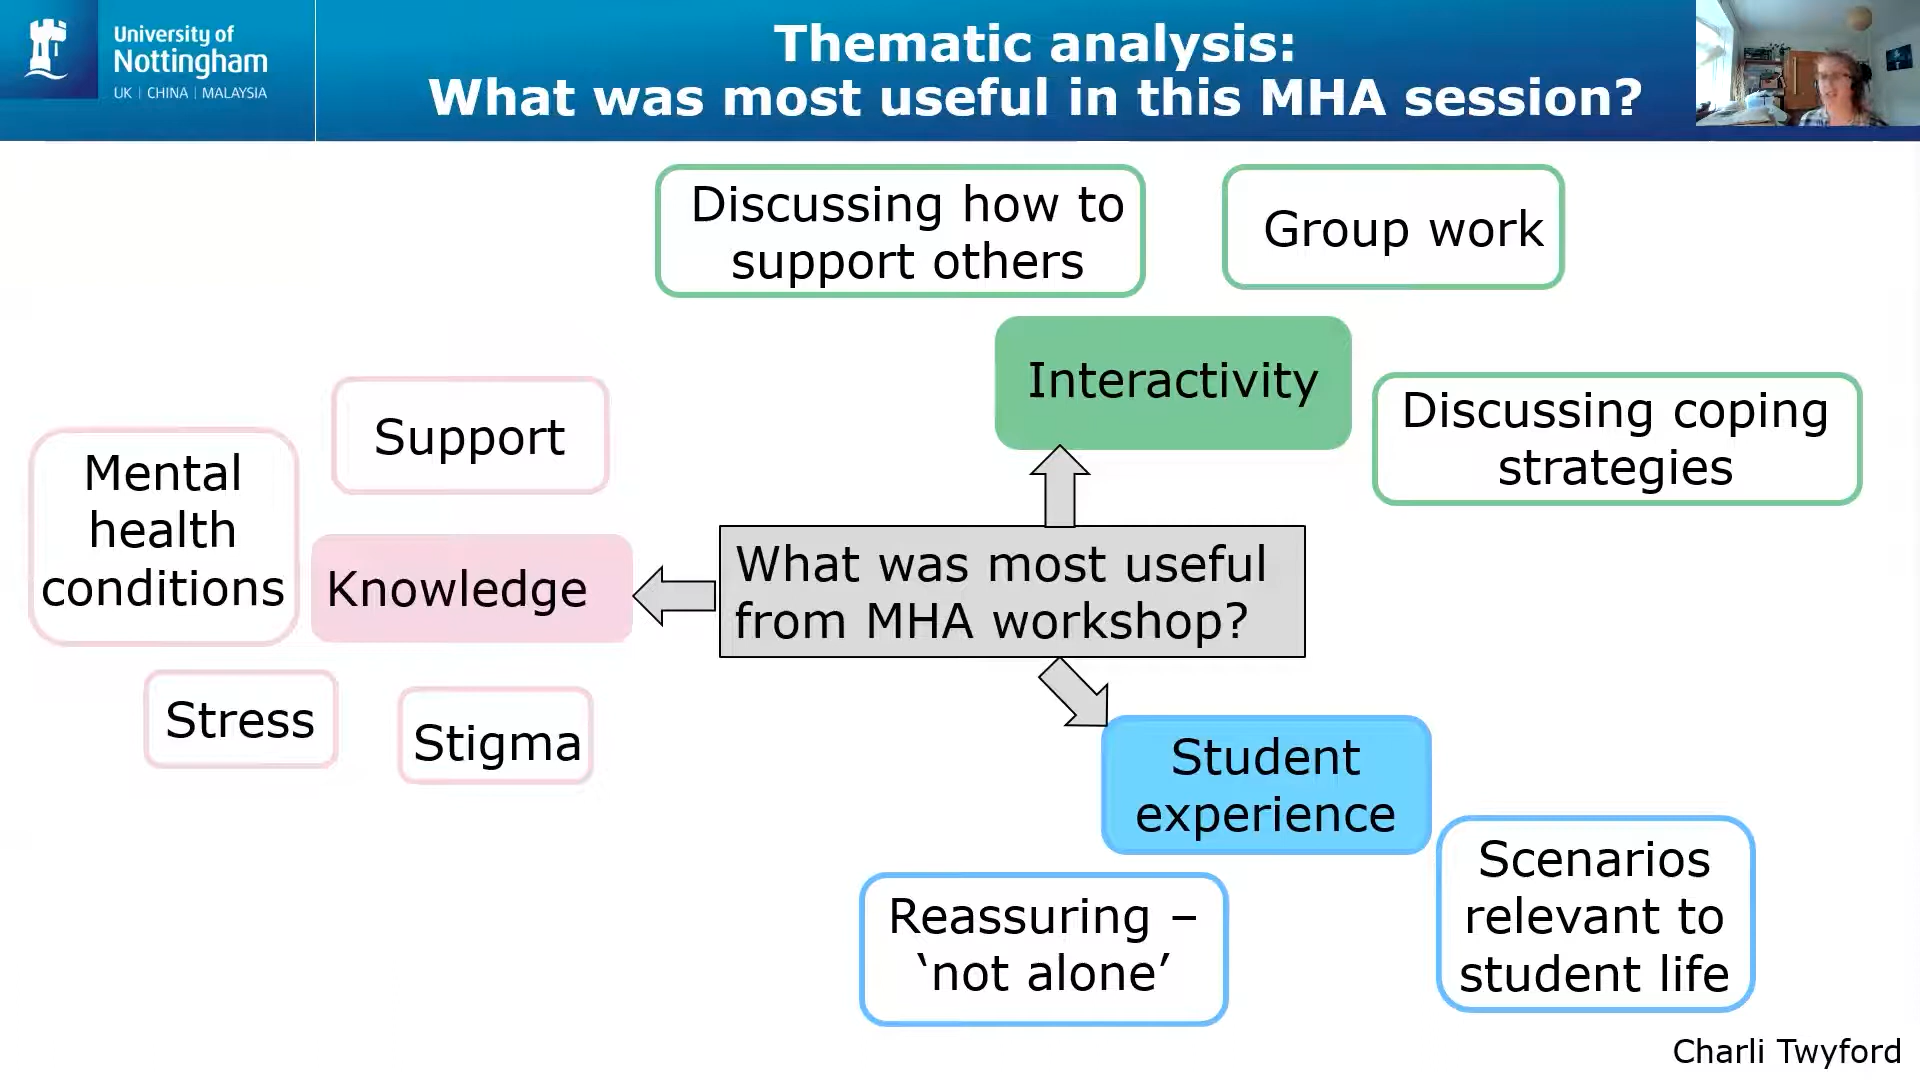 University of
Nottingham
UK | CHINA | MALAYSIA
Thematic analysis:
What was most useful in this MHA session?
Discussing how to
support others
Group work
Interactivity
Discussing coping
strategies
Support
Mental
health
conditions
Knowledge
Stress
Stigma
What was most useful
from MHA workshop?
Student
experience
Reassuring –
‘not alone’
Scenarios
relevant to
student life
Charli Twyford